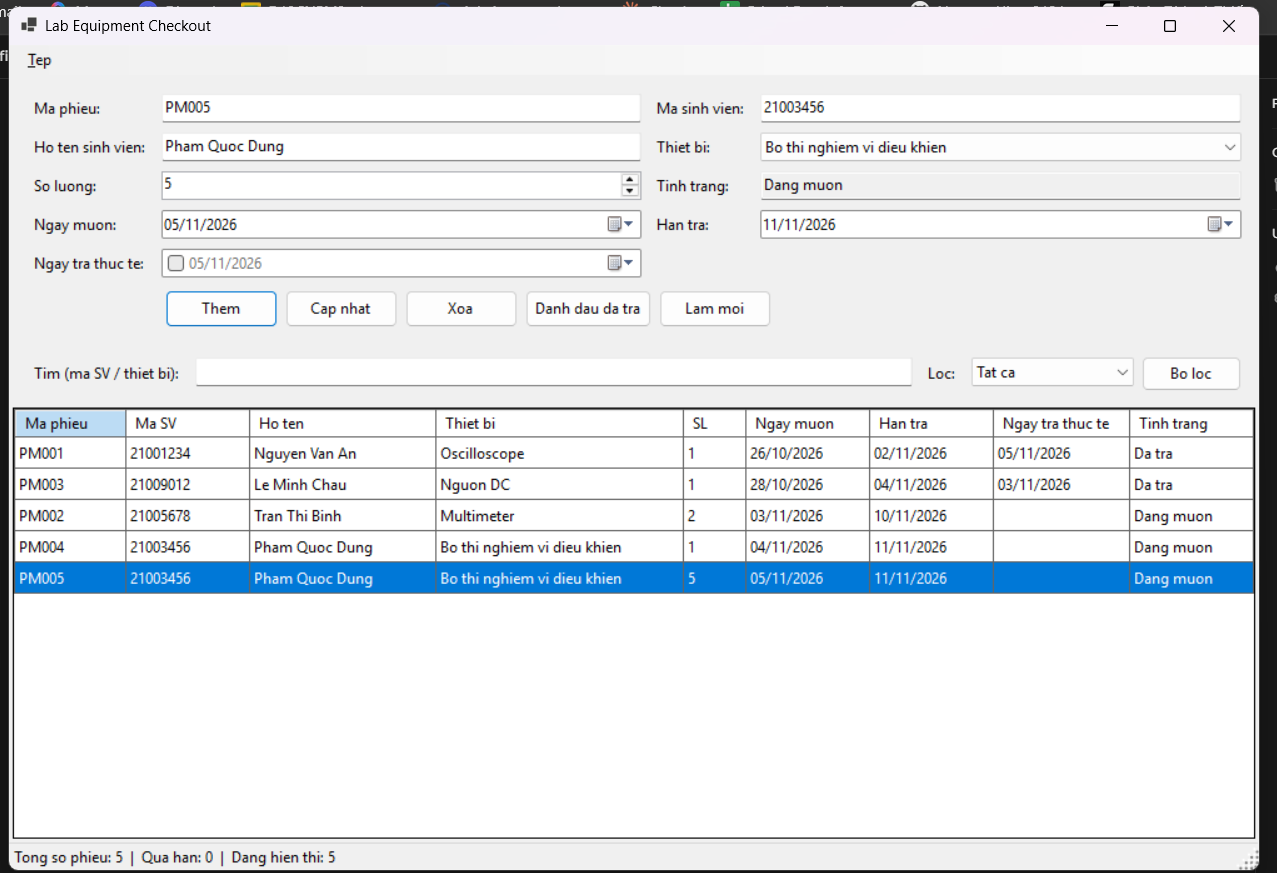 Lab Equipment Checkout
Tep
Ma phieu: PM005 Ma sinh vien: 21003456
Ho ten sinh vien: Pham Quoc Dung Thiet bi: Bo thi nghiem vi dieu khien
So luong: 5 Tinh trang: Dang muon
Ngay muon: 05/11/2026 Han tra: 11/11/2026
Ngay tra thuc te: 05/11/2026
Them Cap nhat Xoa Danh dau da tra Lam moi
Tim (ma SV / thiet bi): Loc: Tat ca Bo loc
Ma phieu Ma SV Ho ten Thiet bi SL Ngay muon Han tra Ngay tra thuc te Tinh trang
PM001 21001234 Nguyen Van An Oscilloscope 1 26/10/2026 02/11/2026 05/11/2026 Da tra
PM003 21009012 Le Minh Chau Nguon DC 1 28/10/2026 04/11/2026 03/11/2026 Da tra
PM002 21005678 Tran Thi Binh Multimeter 2 03/11/2026 10/11/2026 Dang muon
PM004 21003456 Pham Quoc Dung Bo thi nghiem vi dieu khien 1 04/11/2026 11/11/2026 Dang muon
PM005 21003456 Pham Quoc Dung Bo thi nghiem vi dieu khien 5 05/11/2026 11/11/2026 Dang muon
Tong so phieu: 5 | Qua han: 0 | Dang hien thi: 5